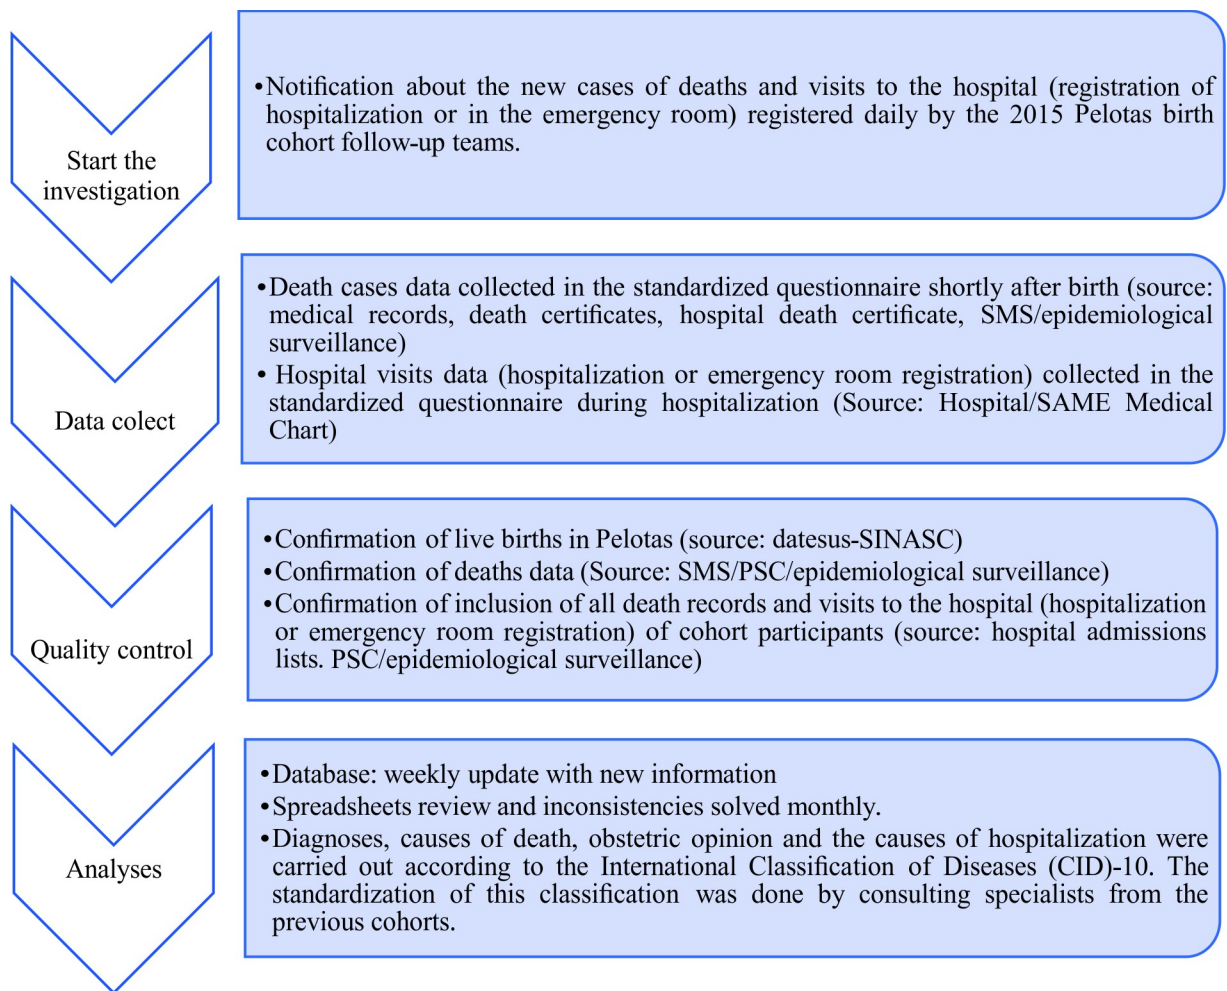 Start the
investigation
•Notification about the new cases of deaths and visits to the hospital (registration of
hospitalization or in the emergency room) registered daily by the 2015 Pelotas birth
cohort follow-up teams.
Data colect
•Death cases data collected in the standardized questionnaire shortly after birth (source:
medical records, death certificates, hospital death certificate, SMS/epidemiological
surveillance)
• Hospital visits data (hospitalization or emergency room registration) collected in the
standardized questionnaire during hospitalization (Source: Hospital/SAME Medical
Chart)
Quality control
•Confirmation of live births in Pelotas (source: datesus-SINASC)
•Confirmation of deaths data (Source: SMS/PSC/epidemiological surveillance)
•Confirmation of inclusion of all death records and visits to the hospital (hospitalization
or emergency room registration) of cohort participants (source: hospital admissions
lists. PSC/epidemiological surveillance)
Analyses
•Database: weekly update with new information
•Spreadsheets review and inconsistencies solved monthly.
•Diagnoses, causes of death, obstetric opinion and the causes of hospitalization were
carried out according to the International Classification of Diseases (CID)-10. The
standardization of this classification was done by consulting specialists from the
previous cohorts.